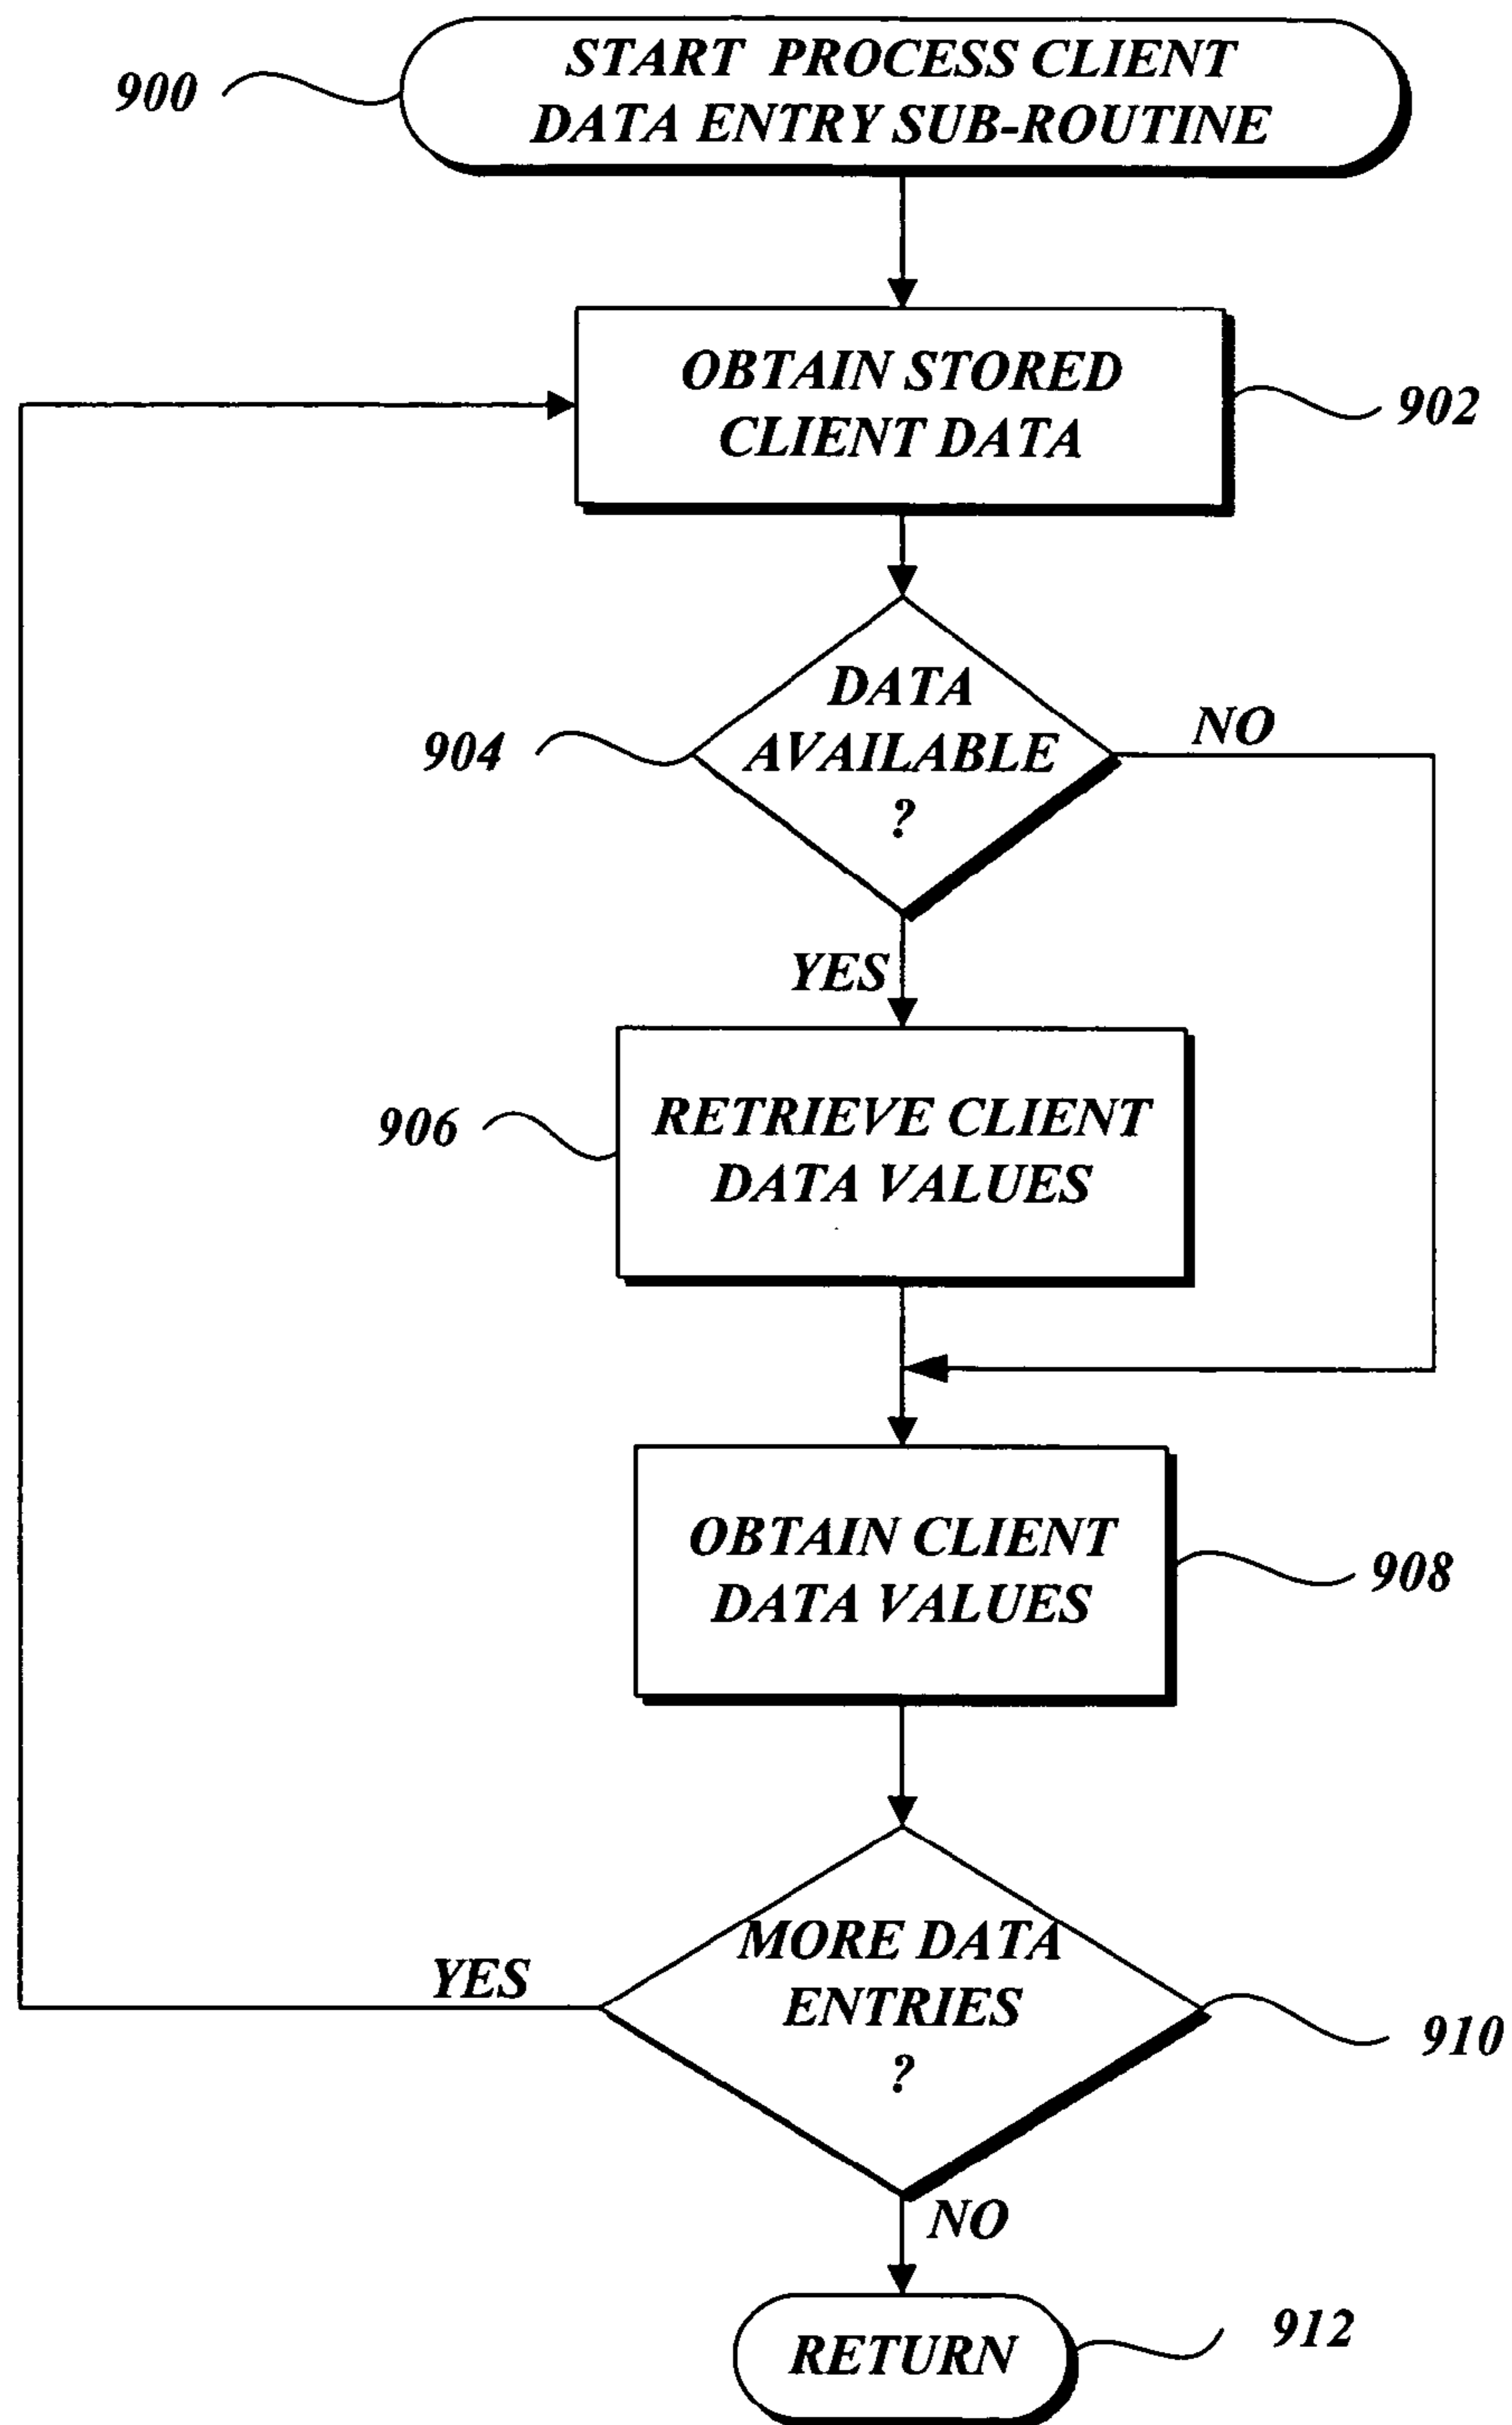 START PROCESS CLIENT
DATA ENTRY SUB-ROUTINE
900
OBTAIN STORED
CLIENT DATA
902
DATA
AVAILABLE
?
904
NO
YES
RETRIEVE CLIENT
DATA VALUES
906
OBTAIN CLIENT
DATA VALUES
908
MORE DATA
ENTRIES
?
YES
910
NO
RETURN
912